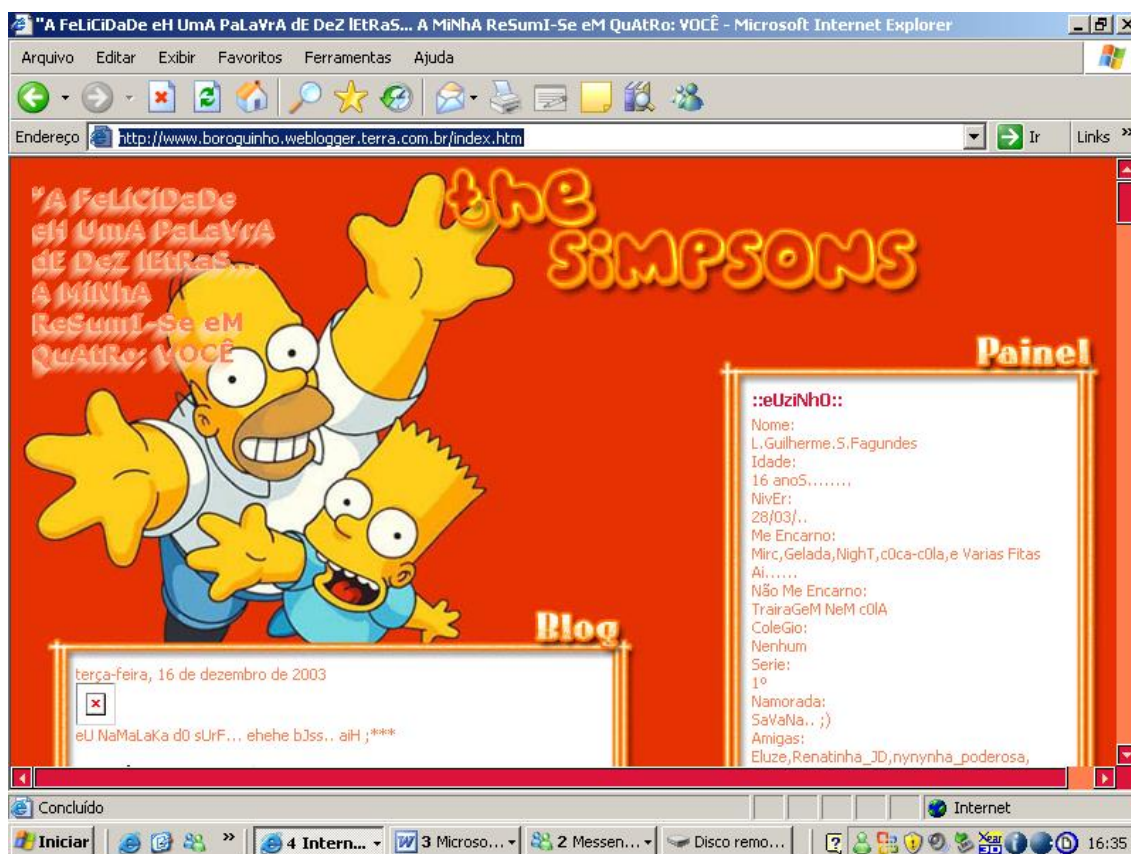 "A FeLiCiDaDe eH UmA PaLaVrA dE DeZ lEtRaS... A MiNhA ReSumI-Se eM QuAtRo: VOCÊ - Microsoft Internet Explorer
Arquivo Editar Exibir Favoritos Ferramentas Ajuda
Endereço http://www.boroguinho.weblogger.terra.com.br/index.htm Ir Links »
"A FeLiCiDaDe
eH UmA PaLaVrA
dE DeZ lEtRaS...
A MiNhA
ReSumI-Se eM
QuAtRo: VOCÊ
the
SiMPSONS
Painel
::eUziNhO::
Nome:
L.Guilherme.S.Fagundes
Idade:
16 anoS........
NivEr:
28/03/..
Me Encarno:
Mirc,Gelada,NighT,c0ca-c0la,e Varias Fitas
Ai......
Não Me Encarno:
TrairaGeM NeM c0lA
ColeGio:
Nenhum
Serie:
1º
Namorada:
SaVaNa.. ;)
Amigas:
Eluze,Renatinha_JD,nynynha_poderosa,
Blog
terça-feira, 16 de dezembro de 2003
eU NaMaLaKa d0 sUrF... ehehe bJss.. aiH ;***
Concluído Internet
Iniciar » 4 Intern... 3 Microso... 2 Messen... Disco remo... 16:35